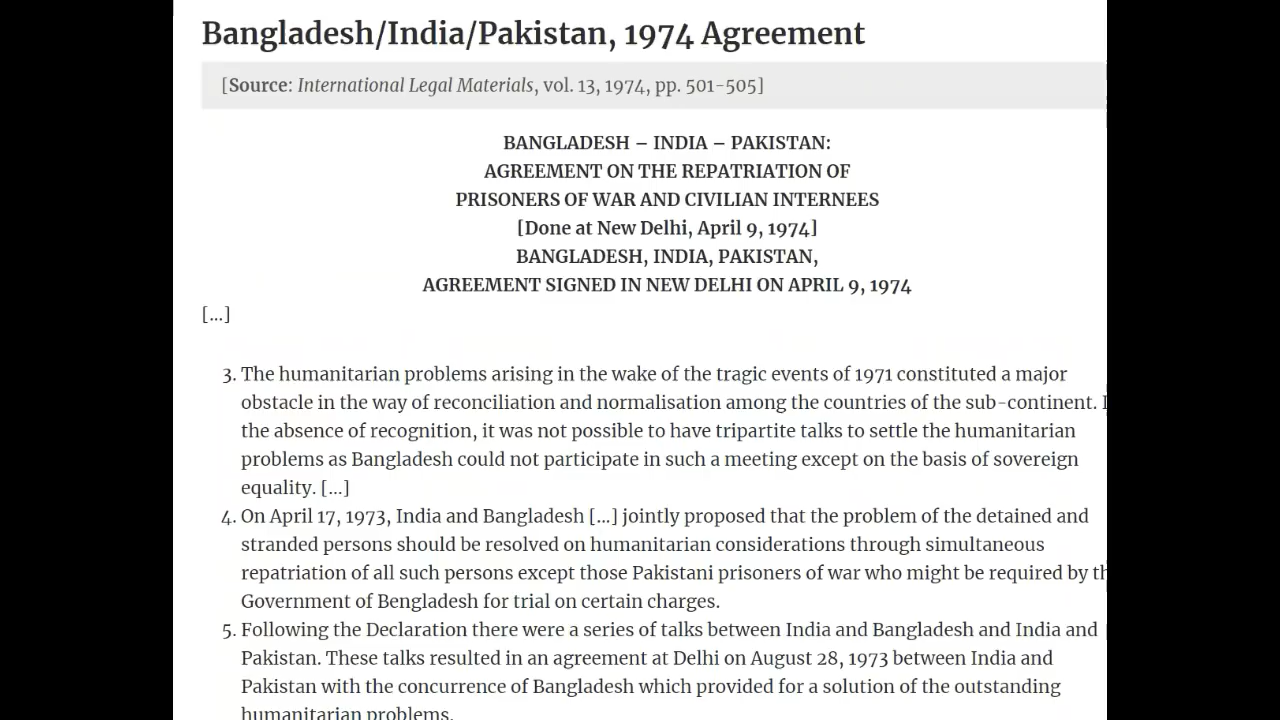 Bangladesh/India/Pakistan, 1974 Agreement
[Source: International Legal Materials, vol. 13, 1974, pp. 501-505]
BANGLADESH – INDIA – PAKISTAN:
AGREEMENT ON THE REPATRIATION OF
PRISONERS OF WAR AND CIVILIAN INTERNEES
[Done at New Delhi, April 9, 1974]
BANGLADESH, INDIA, PAKISTAN,
AGREEMENT SIGNED IN NEW DELHI ON APRIL 9, 1974
[…]
3. The humanitarian problems arising in the wake of the tragic events of 1971 constituted a major
obstacle in the way of reconciliation and normalisation among the countries of the sub-continent.
the absence of recognition, it was not possible to have tripartite talks to settle the humanitarian
problems as Bangladesh could not participate in such a meeting except on the basis of sovereign
equality. […]
4. On April 17, 1973, India and Bangladesh […] jointly proposed that the problem of the detained and
stranded persons should be resolved on humanitarian considerations through simultaneous
repatriation of all such persons except those Pakistani prisoners of war who might be required by
Government of Bengladesh for trial on certain charges.
5. Following the Declaration there were a series of talks between India and Bangladesh and India and
Pakistan. These talks resulted in an agreement at Delhi on August 28, 1973 between India and
Pakistan with the concurrence of Bangladesh which provided for a solution of the outstanding
humanitarian problems.